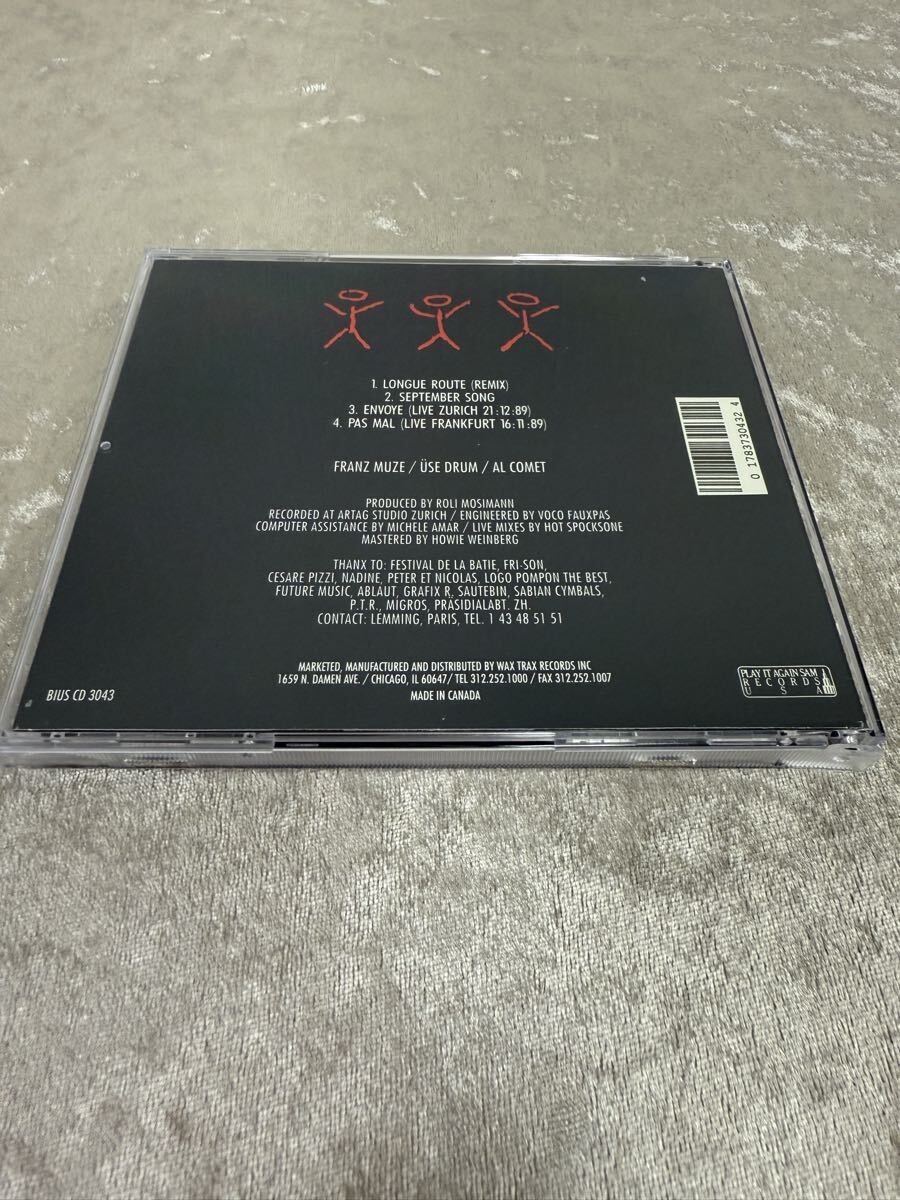 1. LONGUE ROUTE (REMIX)
2. SEPTEMBER SONG
3. ENVOYE (LIVE ZURICH 21:12:89)
4. PAS MAL (LIVE FRANKFURT 16:11:89)
FRANZ MUZE / ÜSE DRUM / AL COMET
PRODUCED BY ROLI MOSIMANN
RECORDED AT ARTAG STUDIO ZURICH / ENGINEERED BY VOCO FAUXPAS
COMPUTER ASSISTANCE BY MICHELE AMAR / LIVE MIXES BY HOT SPOCKSONE
MASTERED BY HOWIE WEINBERG
THANX TO: FESTIVAL DE LA BATIE, FRI-SON,
CESARE PIZZI, NADINE, PETER ET NICOLAS, LOGO POMPON THE BEST,
FUTURE MUSIC, ABLAUT, GRAFIX R, SAUTEBIN, SABIAN CYMBALS,
P.T.R., MIGROS, PRÄSIDIALABT. ZH.
CONTACT: LEMMING, PARIS, TEL. 1 43 48 51 51
MARKETED, MANUFACTURED AND DISTRIBUTED BY WAX TRAX RECORDS INC
1659 N. DAMEN AVE. / CHICAGO, IL 60647/ TEL 312.252.1000 / FAX 312.252.1007
MADE IN CANADA
BIUS CD 3043
0 1783730432 4
PLAY IT AGAIN SAM
RECORDS
USA